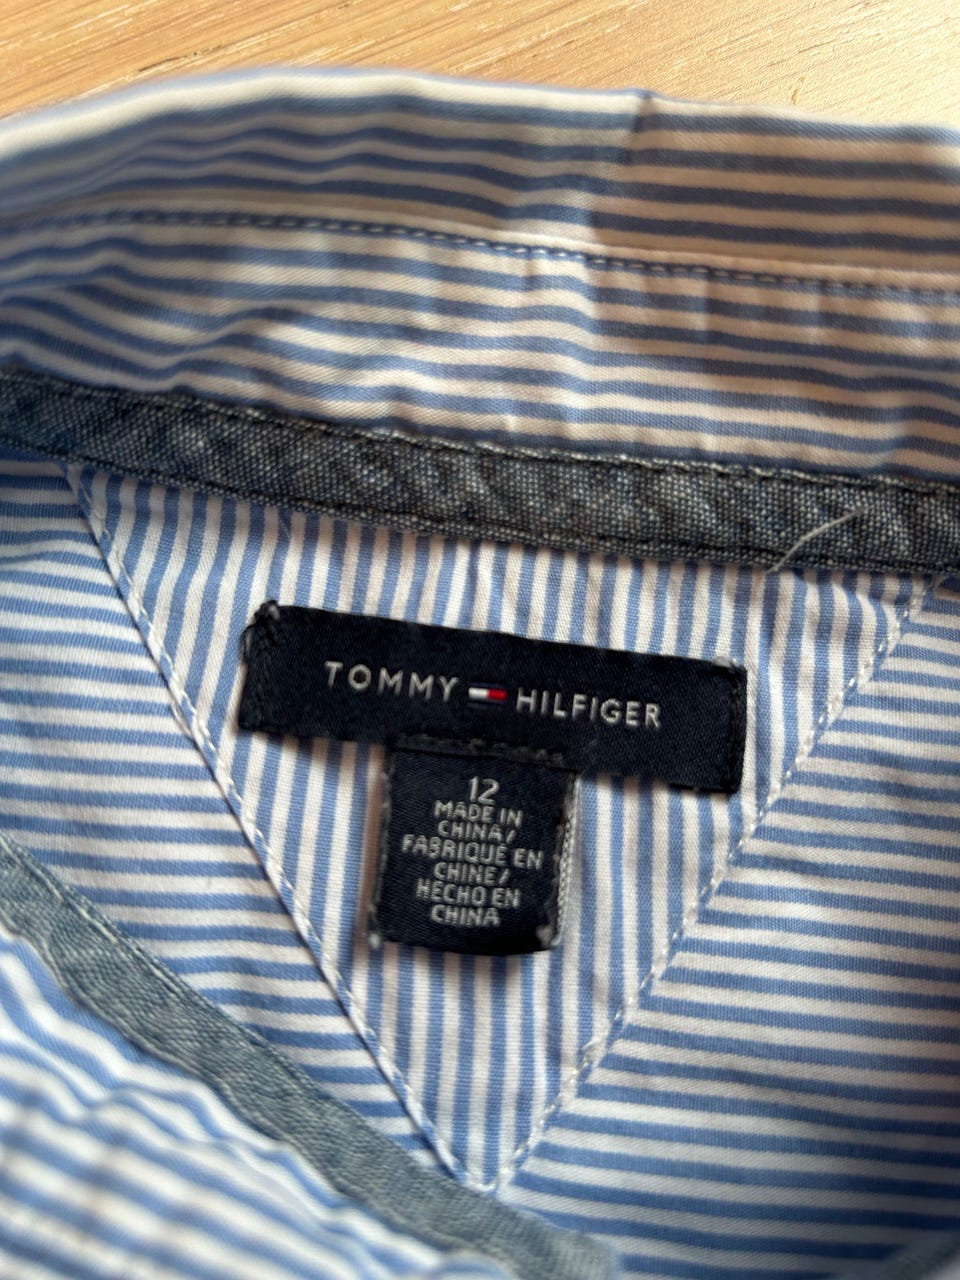 TOMMY HILFIGER
12
MADE IN
CHINA/
FABRIQUÉ EN
CHINE/
HECHO EN
CHINA